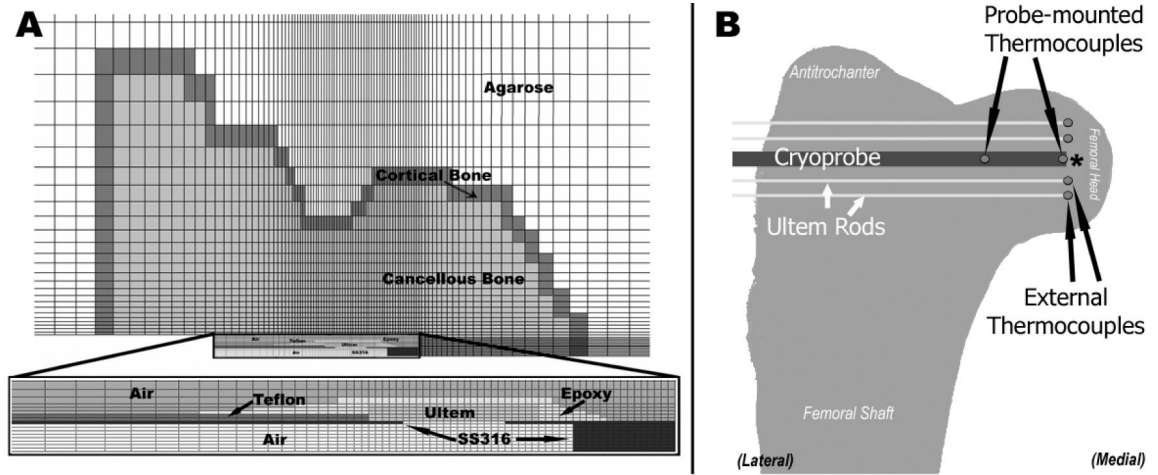 A
Agarose
Cortical Bone
Cancellous Bone
Air
Teflon
Ultem
Epoxy
Air
SS316
Air
Teflon
Epoxy
Ultem
Air
SS316
B
Probe-mounted
Thermocouples
Antitrochanter
Femoral Head
Cryoprobe
*
Ultem Rods
External
Thermocouples
Femoral Shaft
(Lateral)
(Medial)